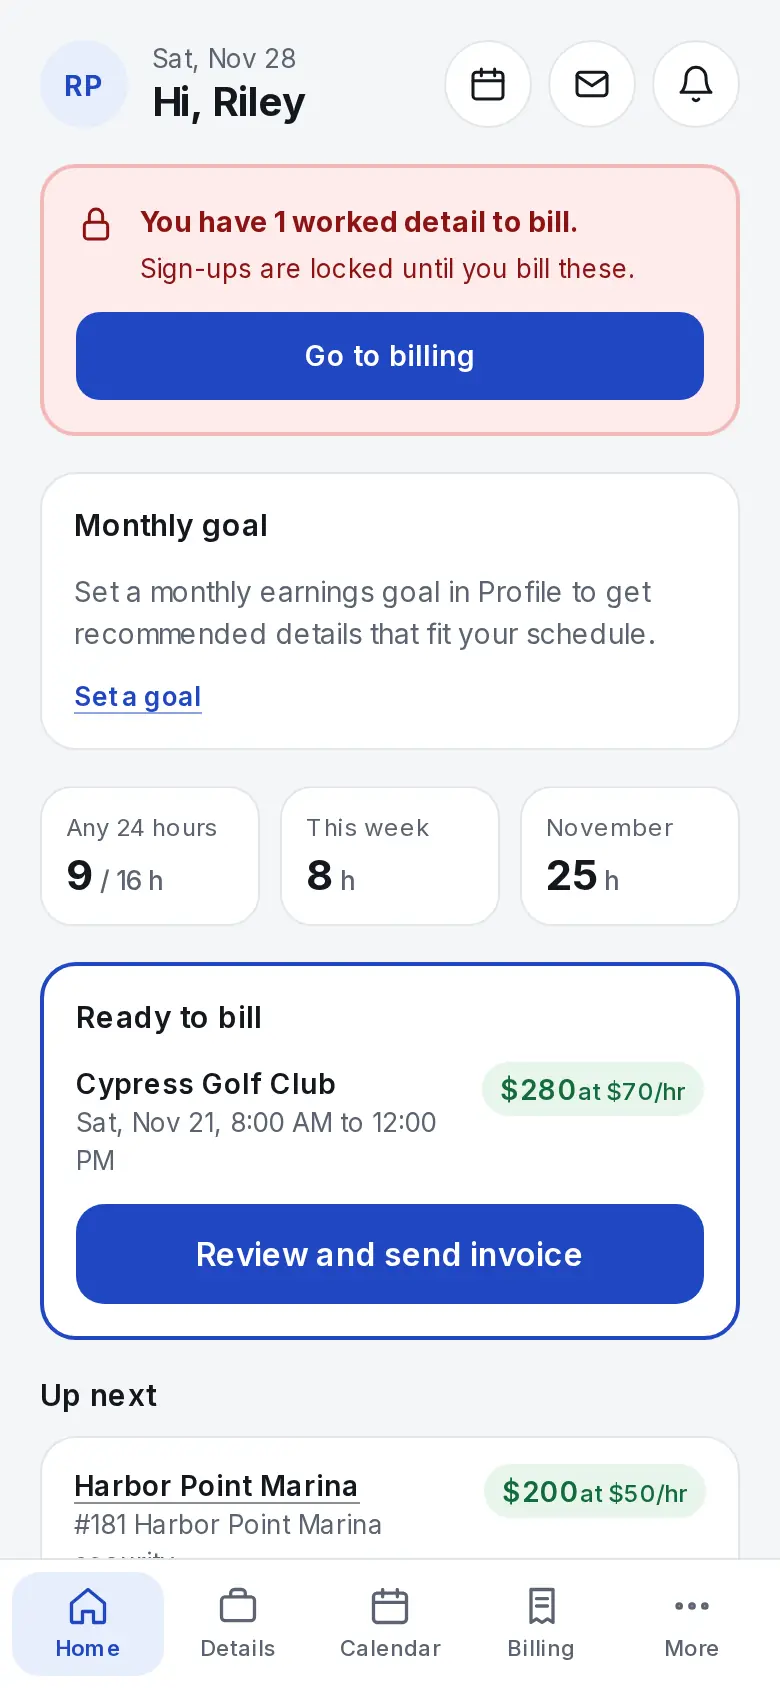 RP
Sat, Nov 28
Hi, Riley
You have 1 worked detail to bill.
Sign-ups are locked until you bill these.
Go to billing
Monthly goal
Set a monthly earnings goal in Profile to get
recommended details that fit your schedule.
Set a goal
Any 24 hours
9 / 16 h
This week
8 h
November
25 h
Ready to bill
Cypress Golf Club
$280 at $70/hr
Sat, Nov 21, 8:00 AM to 12:00
PM
Review and send invoice
Up next
Harbor Point Marina
$200 at $50/hr
#181 Harbor Point Marina
Home
Details
Calendar
Billing
More